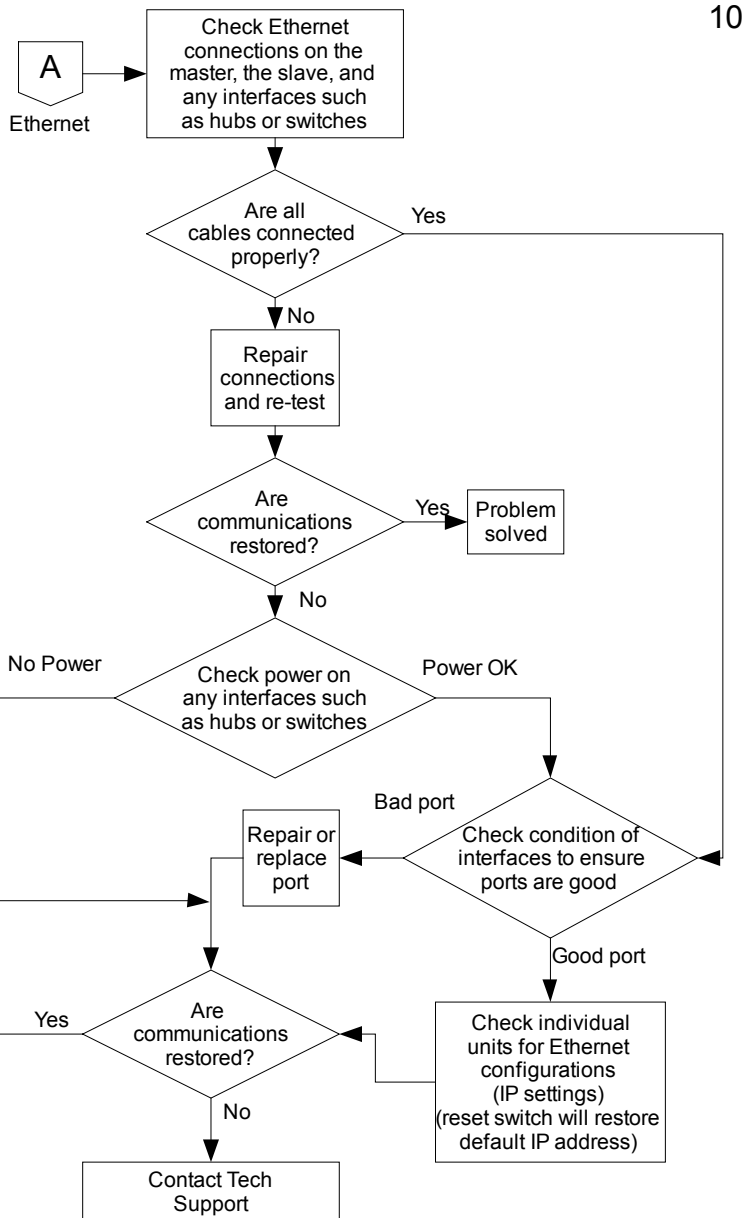 10
Check Ethernet
connections on the
master, the slave, and
any interfaces such
as hubs or switches
A
Ethernet
Are all
cables connected
properly?
Yes
No
Repair
connections
and re-test
Are
communications
restored?
Yes
Problem
solved
No
No Power
Check power on
any interfaces such
as hubs or switches
Power OK
Bad port
Check condition of
interfaces to ensure
ports are good
Repair or
replace
port
Good port
Yes
Are
communications
restored?
Check individual
units for Ethernet
configurations
(IP settings)
(reset switch will restore
default IP address)
No
Contact Tech
Support